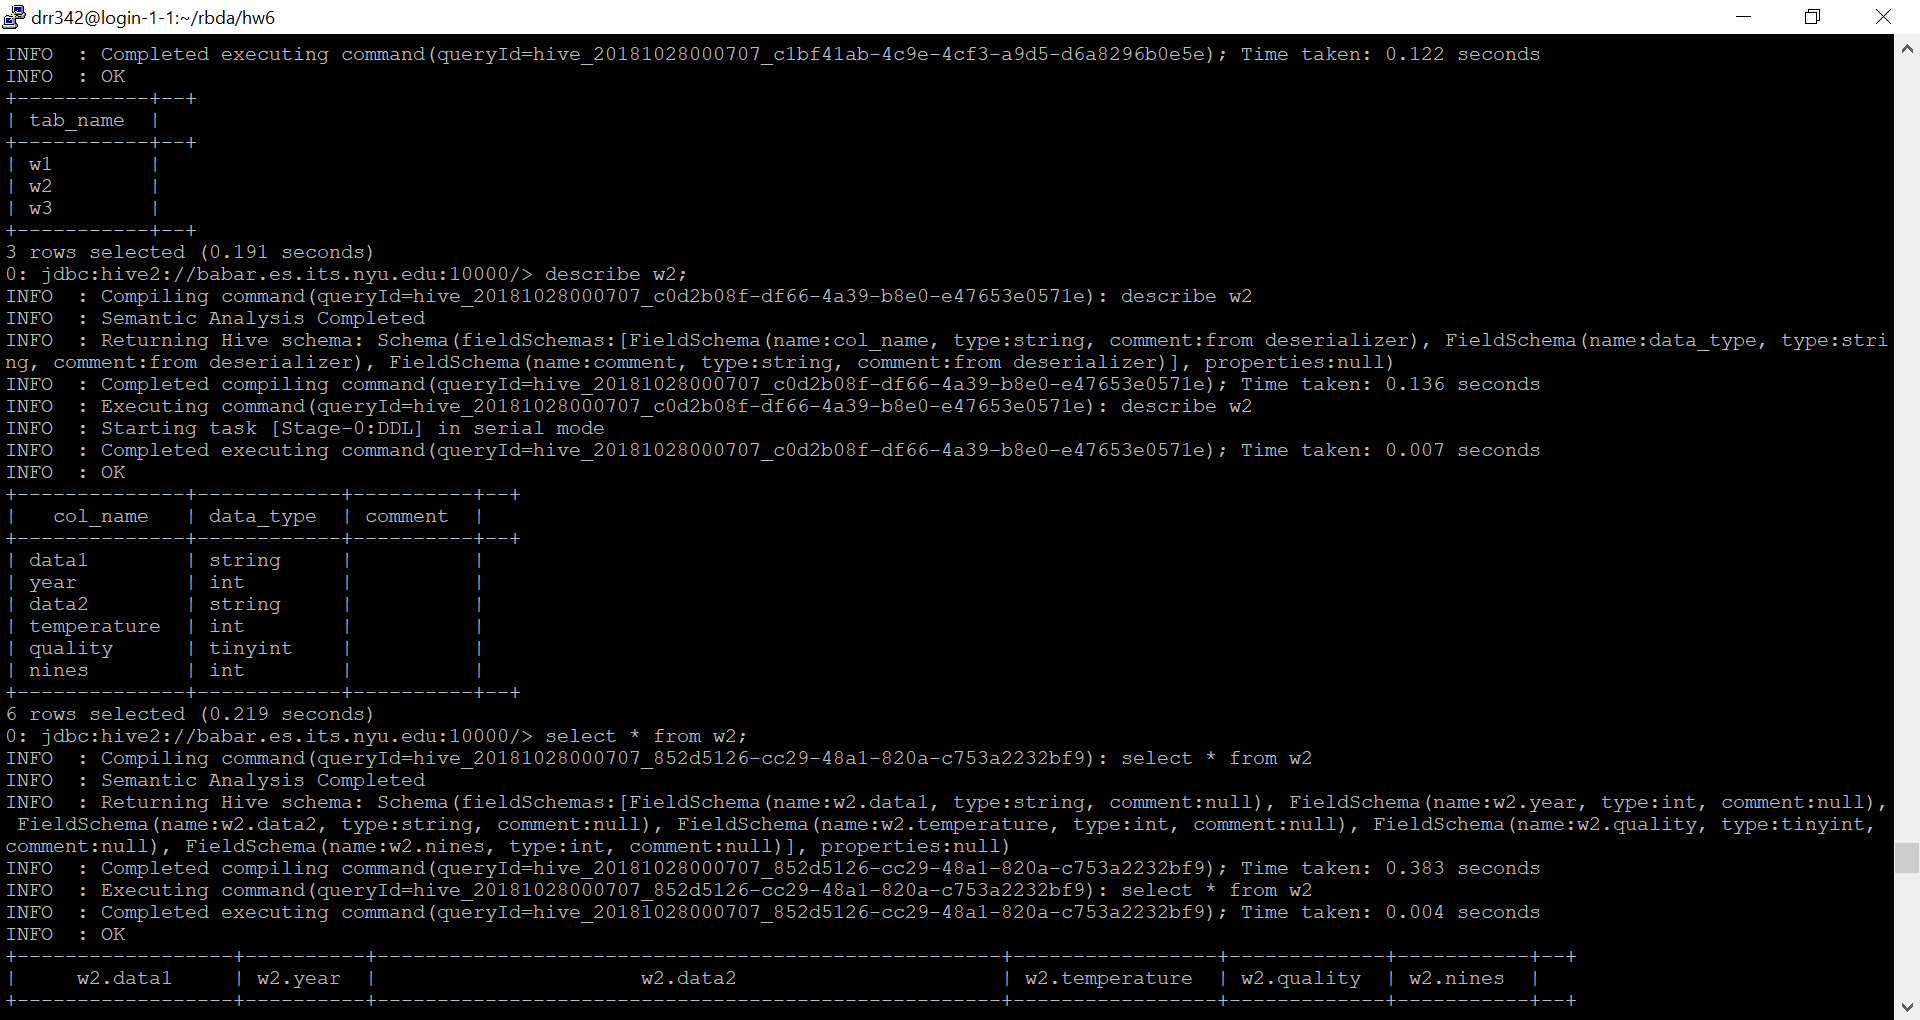 drr342@login-1-1:~/rbda/hw6
INFO  : Completed executing command(queryId=hive_20181028000707_c1bf41ab-4c9e-4cf3-a9d5-d6a8296b0e5e); Time taken: 0.122 seconds
INFO  : OK
+-----------+--+
| tab_name  |
+-----------+--+
| w1        |
| w2        |
| w3        |
+-----------+--+
3 rows selected (0.191 seconds)
0: jdbc:hive2://babar.es.its.nyu.edu:10000/> describe w2;
INFO  : Compiling command(queryId=hive_20181028000707_c0d2b08f-df66-4a39-b8e0-e47653e0571e): describe w2
INFO  : Semantic Analysis Completed
INFO  : Returning Hive schema: Schema(fieldSchemas:[FieldSchema(name:col_name, type:string, comment:from deserializer), FieldSchema(name:data_type, type:stri
ng, comment:from deserializer), FieldSchema(name:comment, type:string, comment:from deserializer)], properties:null)
INFO  : Completed compiling command(queryId=hive_20181028000707_c0d2b08f-df66-4a39-b8e0-e47653e0571e); Time taken: 0.136 seconds
INFO  : Executing command(queryId=hive_20181028000707_c0d2b08f-df66-4a39-b8e0-e47653e0571e): describe w2
INFO  : Starting task [Stage-0:DDL] in serial mode
INFO  : Completed executing command(queryId=hive_20181028000707_c0d2b08f-df66-4a39-b8e0-e47653e0571e); Time taken: 0.007 seconds
INFO  : OK
+--------------+------------+----------+--+
|   col_name   | data_type  | comment  |
+--------------+------------+----------+--+
| data1        | string     |          |
| year         | int        |          |
| data2        | string     |          |
| temperature  | int        |          |
| quality      | tinyint    |          |
| nines        | int        |          |
+--------------+------------+----------+--+
6 rows selected (0.219 seconds)
0: jdbc:hive2://babar.es.its.nyu.edu:10000/> select * from w2;
INFO  : Compiling command(queryId=hive_20181028000707_852d5126-cc29-48a1-820a-c753a2232bf9): select * from w2
INFO  : Semantic Analysis Completed
INFO  : Returning Hive schema: Schema(fieldSchemas:[FieldSchema(name:w2.data1, type:string, comment:null), FieldSchema(name:w2.year, type:int, comment:null),
 FieldSchema(name:w2.data2, type:string, comment:null), FieldSchema(name:w2.temperature, type:int, comment:null), FieldSchema(name:w2.quality, type:tinyint,
comment:null), FieldSchema(name:w2.nines, type:int, comment:null)], properties:null)
INFO  : Completed compiling command(queryId=hive_20181028000707_852d5126-cc29-48a1-820a-c753a2232bf9); Time taken: 0.383 seconds
INFO  : Executing command(queryId=hive_20181028000707_852d5126-cc29-48a1-820a-c753a2232bf9): select * from w2
INFO  : Completed executing command(queryId=hive_20181028000707_852d5126-cc29-48a1-820a-c753a2232bf9); Time taken: 0.004 seconds
INFO  : OK
+------------------+----------+----------------------------------------------------+-----------------+-------------+-----------+--+
|     w2.data1     | w2.year  |                      w2.data2                      | w2.temperature  | w2.quality  | w2.nines  |
+------------------+----------+----------------------------------------------------+-----------------+-------------+-----------+--+